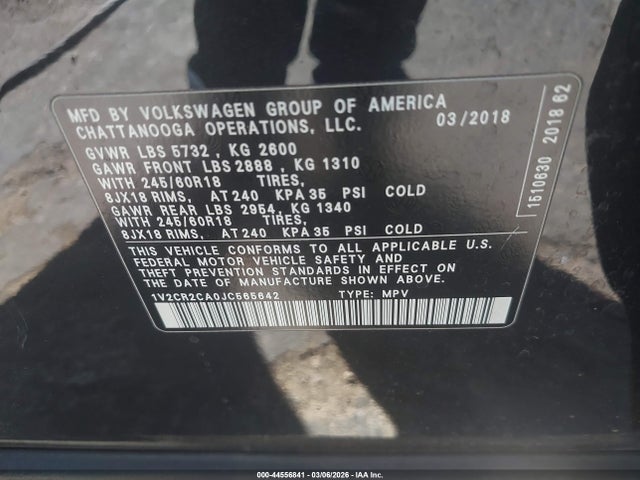 MFD BY VOLKSWAGEN GROUP OF AMERICA
CHATTANOOGA OPERATIONS, LLC. 03/2018
GVWR LBS 5732 , KG 2600
GAWR FRONT LBS 2888 , KG 1310
WITH 245/60R18 TIRES,
8JX18 RIMS, AT 240 KPA 35 PSI COLD
GAWR REAR LBS 2954, KG 1340
WITH 245/60R18 TIRES,
8JX18 RIMS, AT 240 KPA 35 PSI COLD
THIS VEHICLE CONFORMS TO ALL APPLICABLE U.S.
FEDERAL MOTOR VEHICLE SAFETY AND
THEFT PREVENTION STANDARDS IN EFFECT ON
THE DATE OF MANUFACTURE SHOWN ABOVE.
1V2CR2CA0JC565642 TYPE: MPV
1510630 2018 62
000-44556841 - 03/06/2026 - IAA Inc.